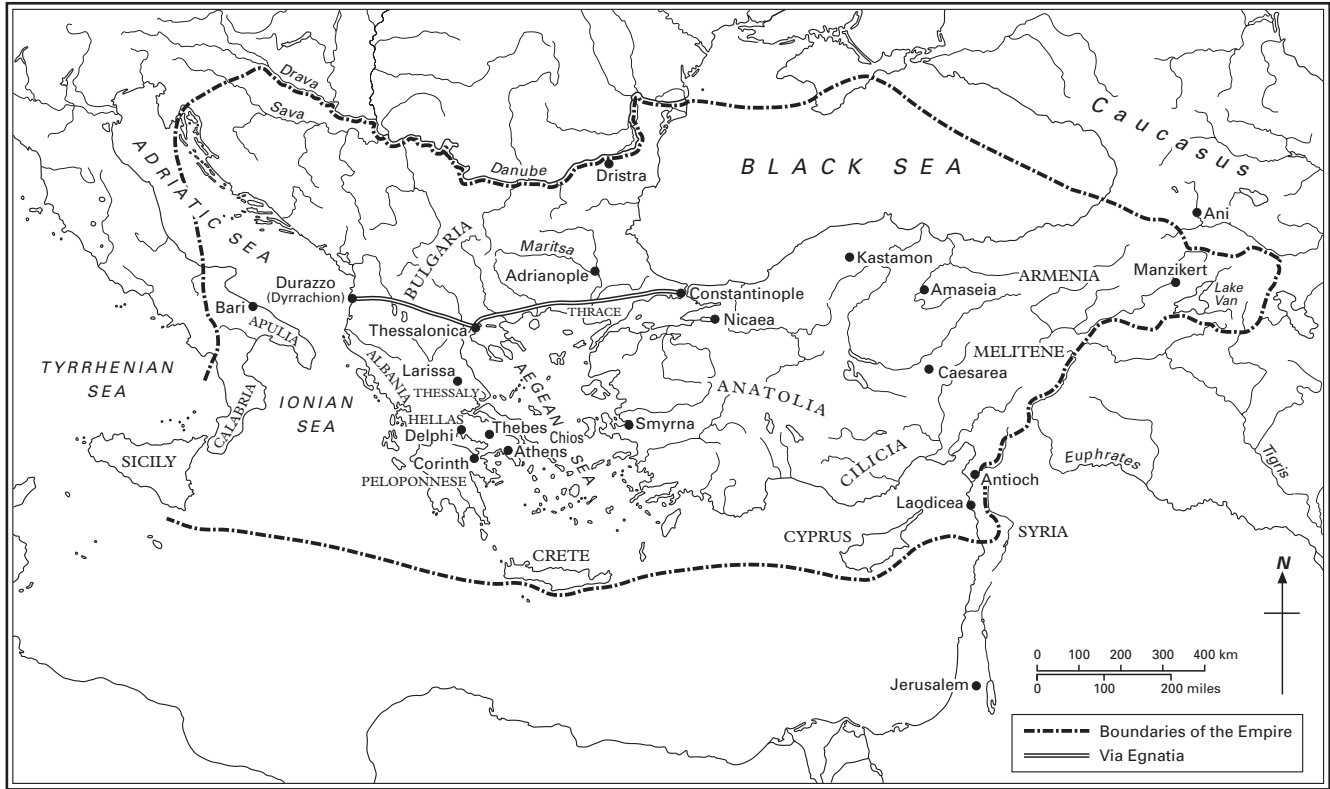 Drava
Sava
Caucasus
ADRIATIC SEA
BLACK SEA
Danube
Dristra
Ani
BULGARIA
Maritsa
Adrianople
Kastamon
ARMENIA
Manzikert
Durazzo
(Dyrrachion)
Constantinople
Amaseia
Lake
Van
Bari
APULIA
THRACE
Nicaea
Thessalonica
MELITENE
TYRRHENIAN
SEA
ALBANIA
Larissa
THESSALY
AEGEAN SEA
ANATOLIA
Caesarea
CALABRIA
IONIAN
SEA
HELLAS
Delphi
Thebes
Chios
Smyrna
SICILY
Athens
CILICIA
Euphrates
Tigris
Corinth
PELOPONNESE
Antioch
Laodicea
CYPRUS
SYRIA
CRETE
N
0 100 200 300 400 km
0 100 200 miles
Jerusalem
Boundaries of the Empire
Via Egnatia